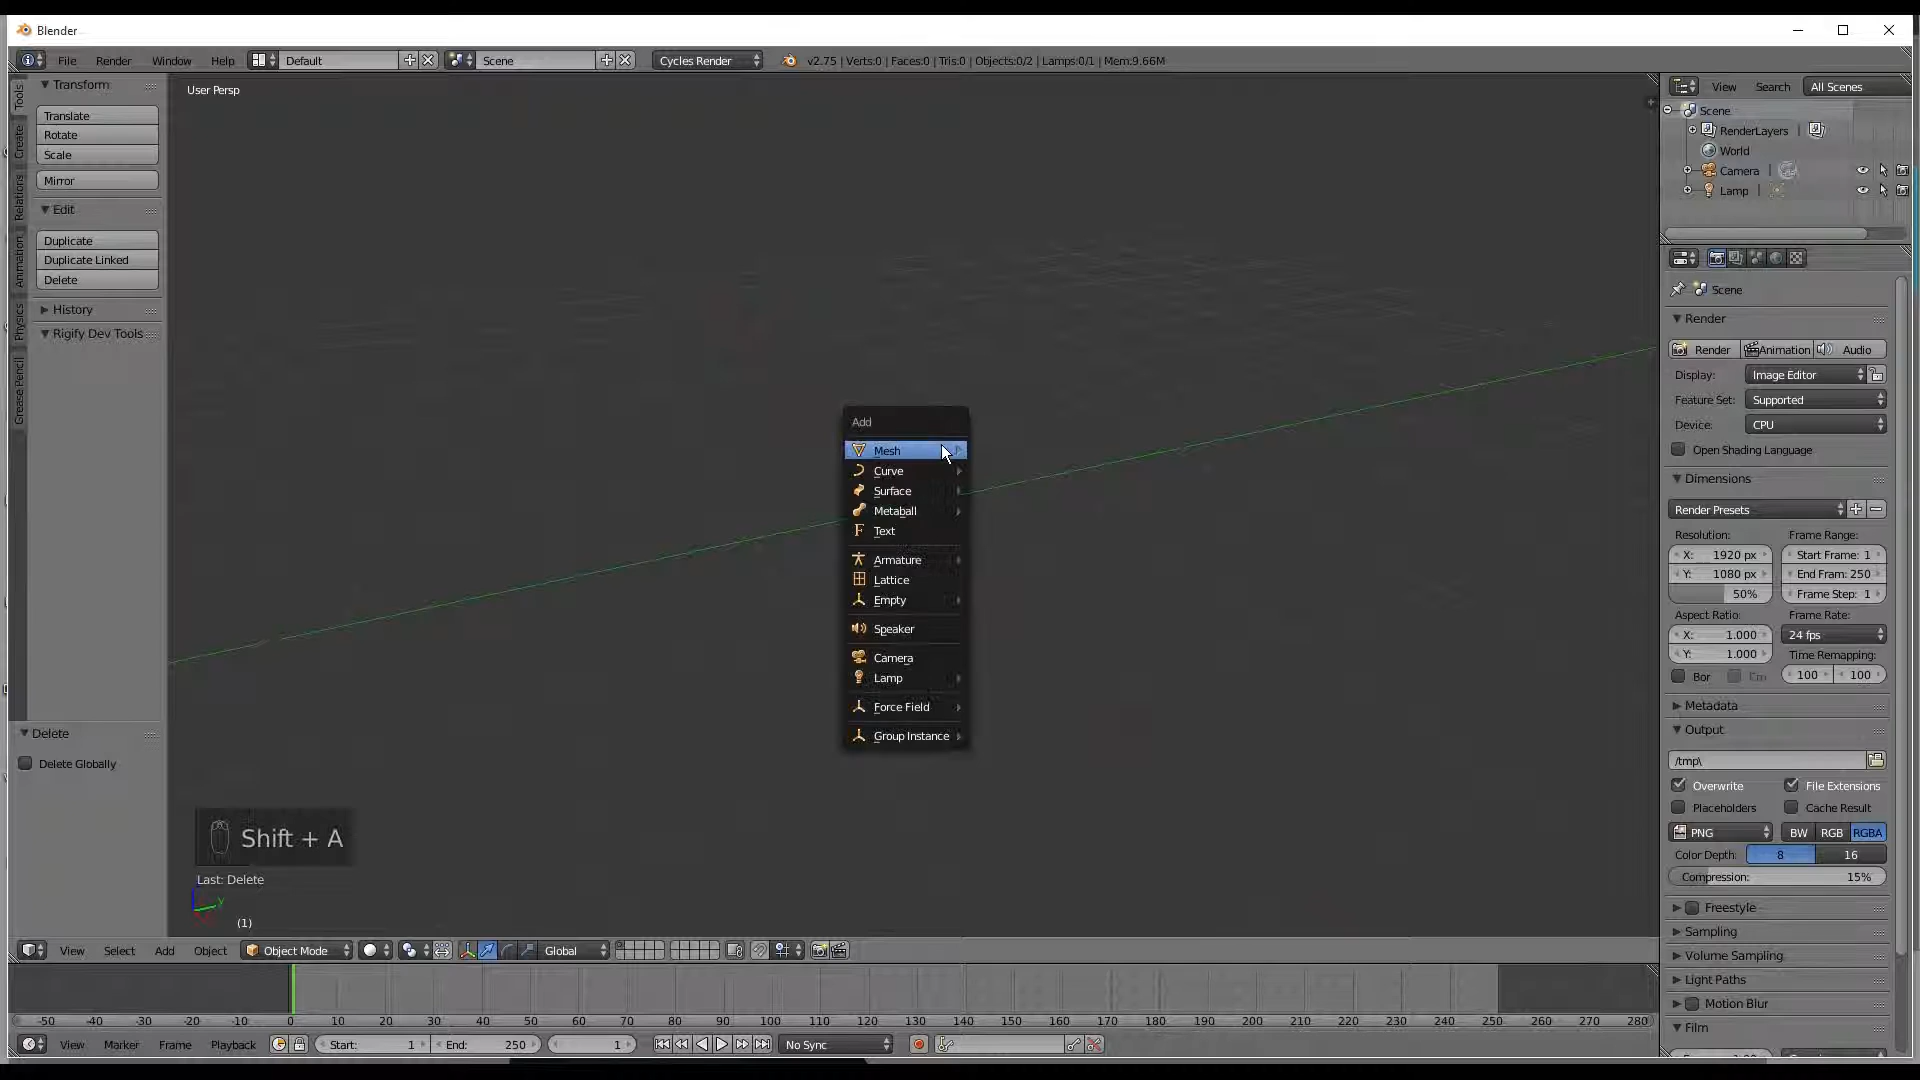 Blender
File Render Window Help Default Scene Cycles Render v2.75 | Verts:0 | Faces:0 | Tris:0 | Objects:0/2 | Lamps:0/1 | Mem:9.66M
Tools
Create
Relations
Animation
Physics
Grease Pencil
Transform
Translate
Rotate
Scale
Mirror
Edit
Duplicate
Duplicate Linked
Delete
History
Rigify Dev Tools
Delete
Delete Globally
User Persp
Add
Mesh
Curve
Surface
Metaball
Text
Armature
Lattice
Empty
Speaker
Camera
Lamp
Force Field
Group Instance
Shift + A
Last: Delete
y
(1)
View Select Add Object Object Mode Global
-50 -40 -30 -20 -10 0 10 20 30 40 50 60 70 80 90 100 110 120 130 140 150 160 170 180 190 200 210 220 230 240 250 260 270 280
View Marker Frame Playback Start: 1 End: 250 1 No Sync
View Search All Scenes
Scene
RenderLayers
World
Camera
Lamp
Scene
Render
Render Animation Audio
Display: Image Editor
Feature Set: Supported
Device: CPU
Open Shading Language
Dimensions
Render Presets
Resolution: Frame Range:
X: 1920 px Start Frame: 1
Y: 1080 px End Fram: 250
50% Frame Step: 1
Aspect Ratio: Frame Rate:
X: 1.000 24 fps
Y: 1.000 Time Remapping:
Bor 100 100
Metadata
Output
/tmp\
Overwrite File Extensions
Placeholders Cache Result
PNG BW RGB RGBA
Color Depth: 8 16
Compression: 15%
Freestyle
Sampling
Volume Sampling
Light Paths
Motion Blur
Film